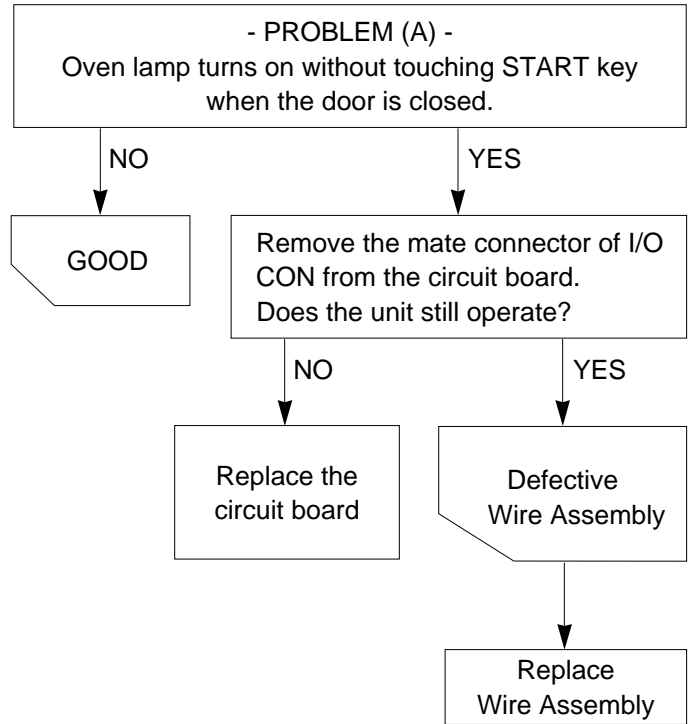 - PROBLEM (A) -
Oven lamp turns on without touching START key
when the door is closed.
NO
YES
GOOD
Remove the mate connector of I/O
CON from the circuit board.
Does the unit still operate?
NO
YES
Replace the
circuit board
Defective
Wire Assembly
Replace
Wire Assembly